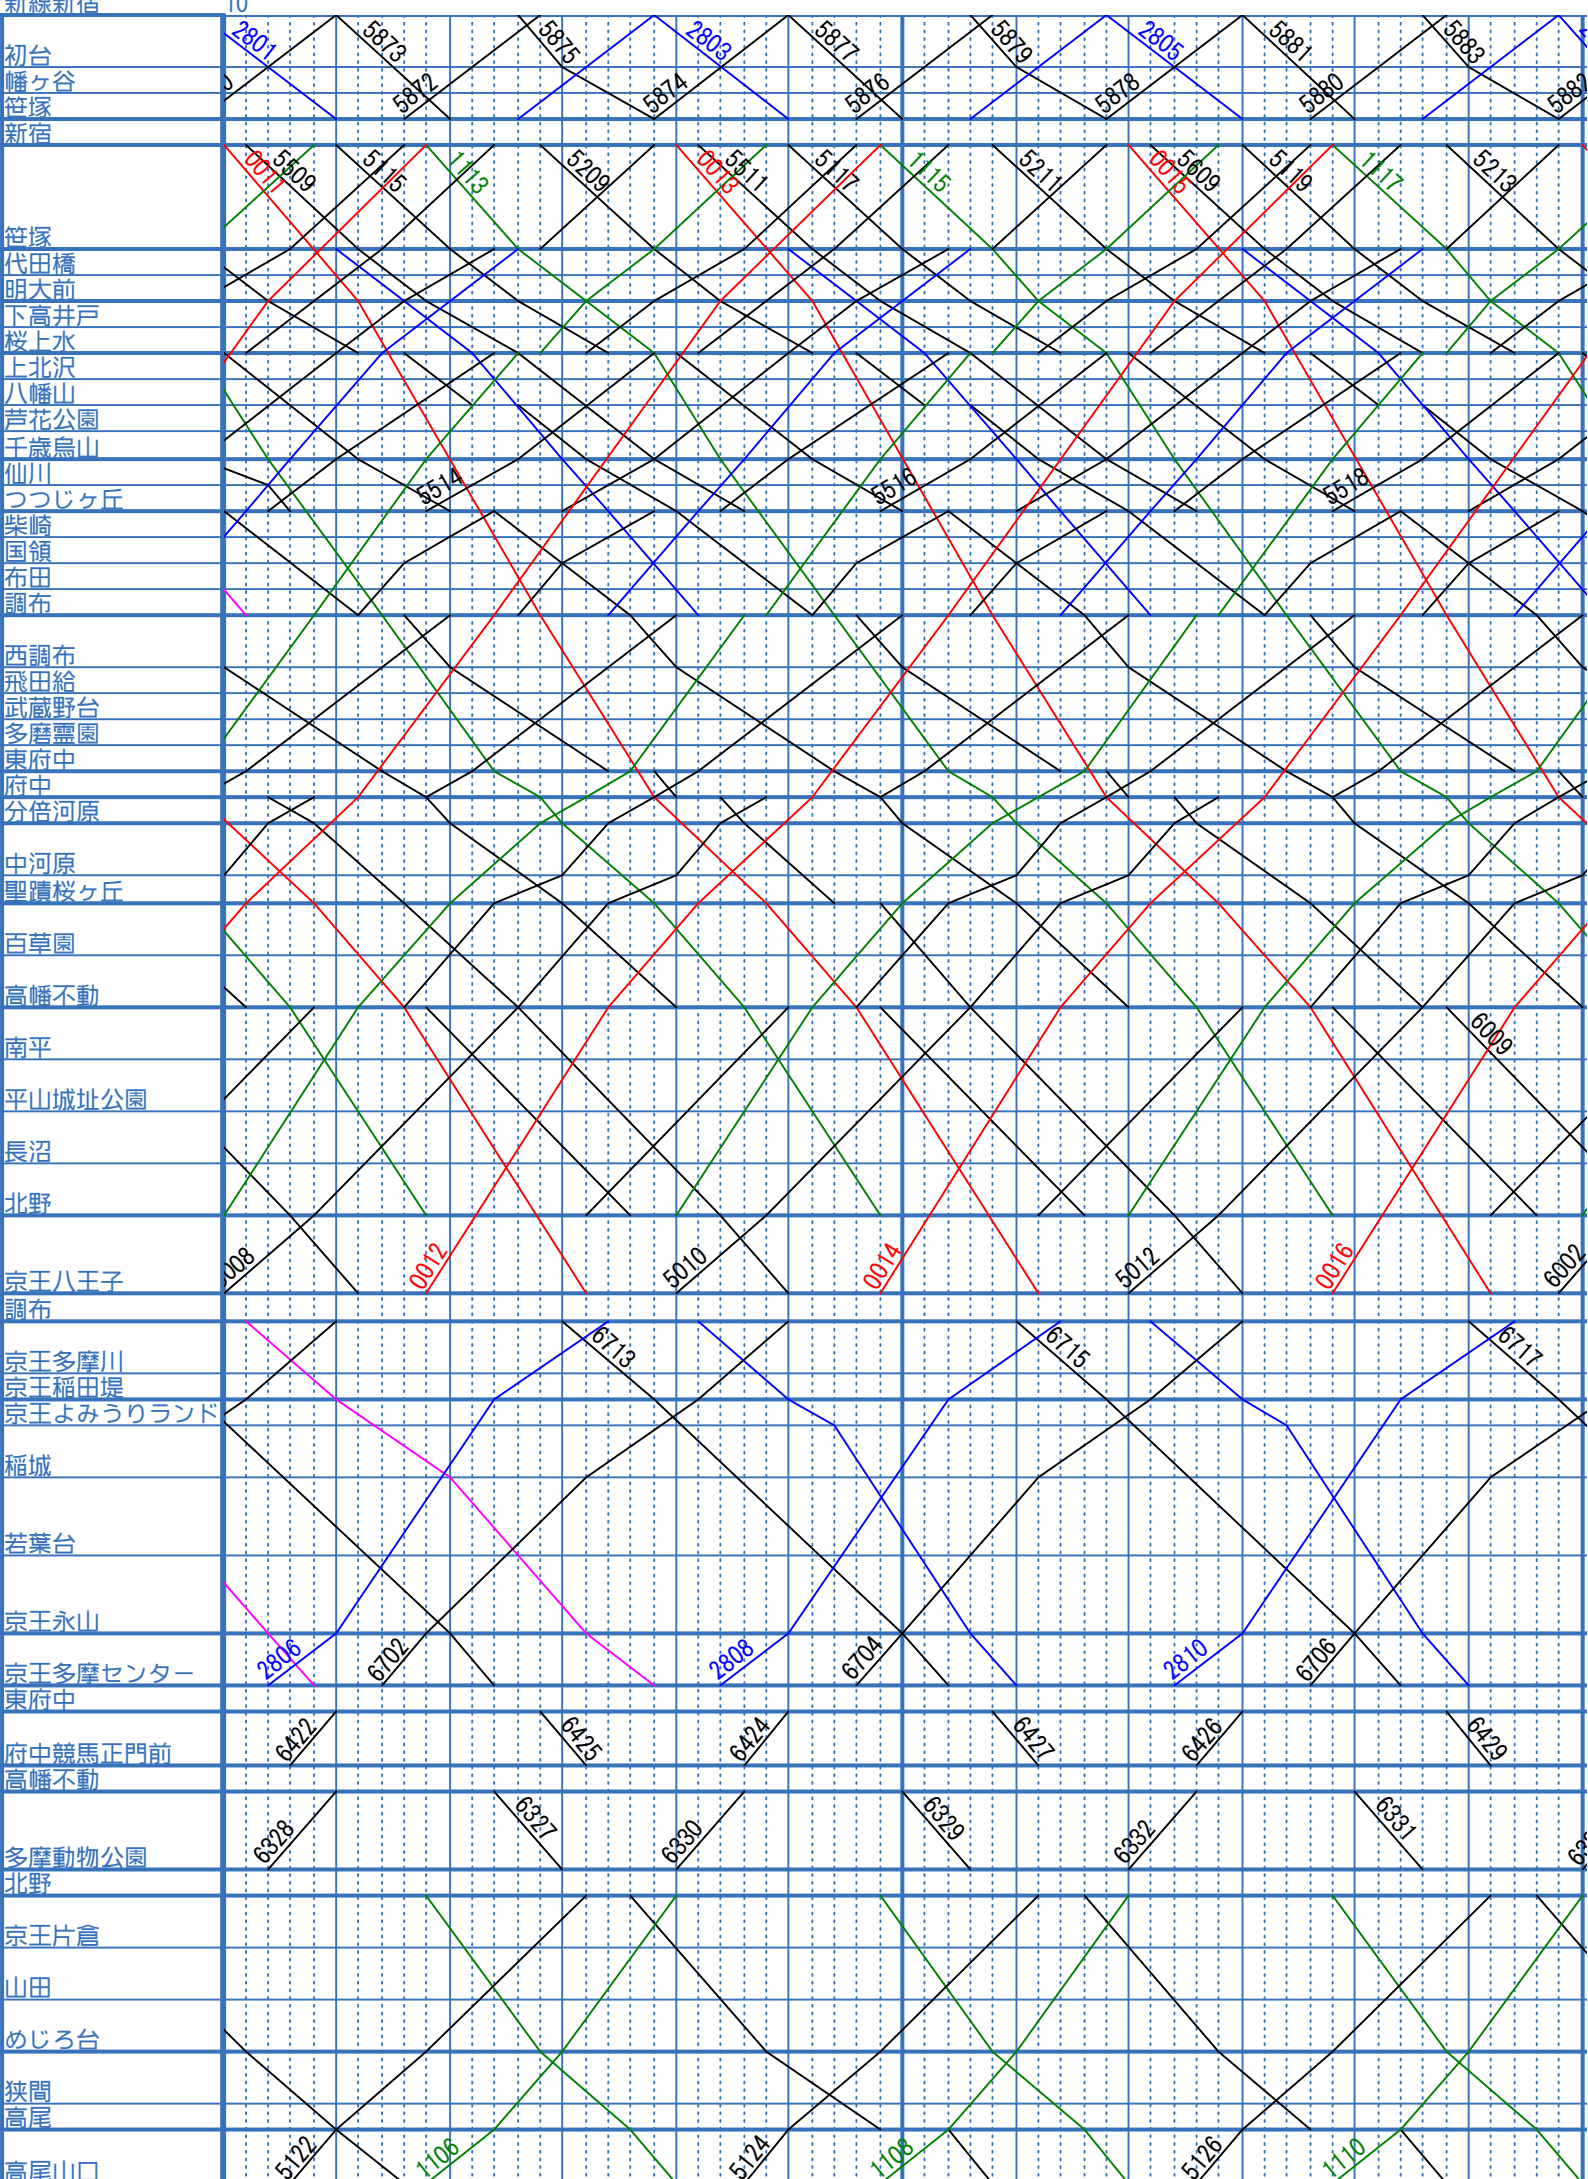 新線新宿 10
2801 5873 5875 2803 5877 5879 2805 5881 5883
初台
幡ヶ谷
5872 5874 5876 5878 5880 5882
笹塚
新宿
0011 5509 5115 1113 5209 0013 5511 5117 1115 5211 0015 5609 5119 1117 5213
笹塚
代田橋
明大前
下高井戸
桜上水
上北沢
八幡山
芦花公園
千歳烏山
仙川
5514 5516 5518
つつじヶ丘
柴崎
国領
布田
調布
西調布
飛田給
武蔵野台
多磨霊園
東府中
府中
分倍河原
中河原
聖蹟桜ヶ丘
百草園
高幡不動
南平
6009
平山城址公園
長沼
北野
008 0012 5010 0014 5012 0016 6002
京王八王子
調布
6713 6715 6717
京王多摩川
京王稲田堤
京王よみうりランド
稲城
若葉台
京王永山
2806 6702 2808 6704 2810 6706
京王多摩センター
東府中
6422 6425 6424 6427 6426 6429
府中競馬正門前
高幡不動
6328 6327 6330 6329 6332 6331
多摩動物公園
北野
京王片倉
山田
めじろ台
狭間
高尾
5122 1106 5124 1108 5126 1110
高尾山口